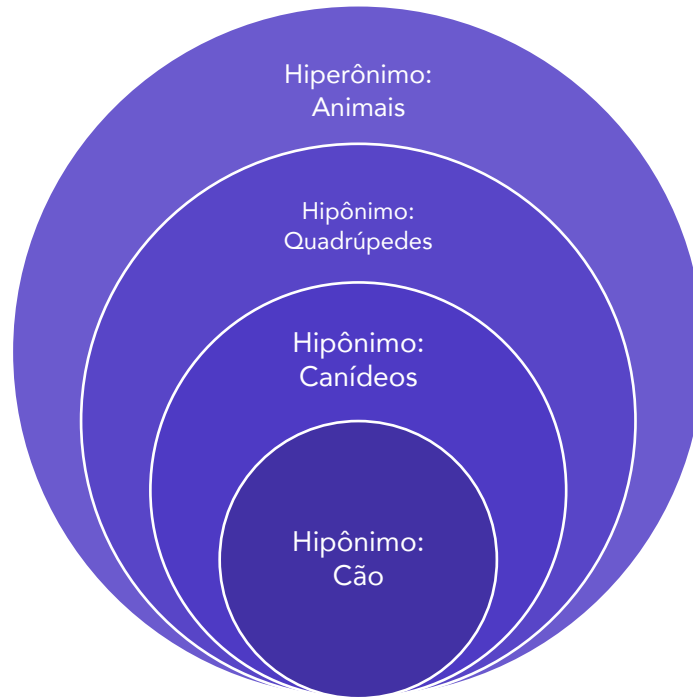 Hiperônimo:
Animais
Hipônimo:
Quadrúpedes
Hipônimo:
Canídeos
Hipônimo:
Cão